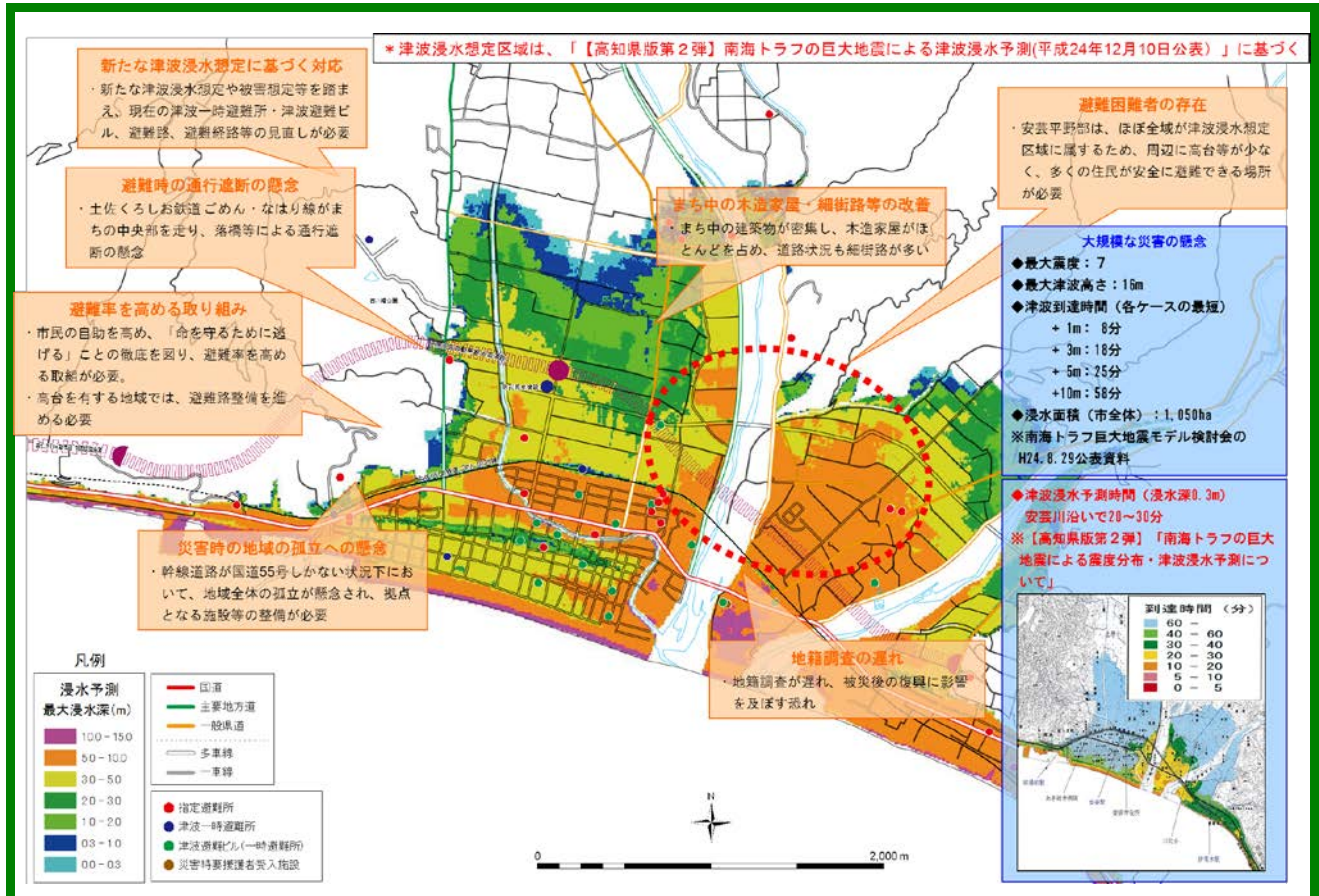 ＊津波浸水想定区域は、「【高知県版第２弾】南海トラフの巨大地震による津波浸水予測(平成24年12月10日公表）」に基づく
新たな津波浸水想定に基づく対応
・新たな津波浸水想定や被害想定等を踏ま
え、現在の津波一時避難所・津波避難ビ
ル、避難路、避難経路等の見直しが必要
避難時の通行遮断の懸念
・土佐くろしお鉄道ごめん・なはり線がま
ちの中央部を走り、落橋等による通行遮
断の懸念
避難率を高める取り組み
・市民の自助を高め、「命を守るために逃
げる」ことの徹底を図り、避難率を高め
る取組が必要。
・高台を有する地域では、避難路整備を進
める必要
災害時の地域の孤立への懸念
・幹線道路が国道55号しかない状況下にお
いて、地域全体の孤立が懸念され、拠点
となる施設等の整備が必要
まち中の木造家屋・細街路等の改善
・まち中の建築物が密集し、木造家屋がほ
とんどを占め、道路状況も細街路が多い
避難困難者の存在
・安芸平野部は、ほぼ全域が津波浸水想定
区域に属するため、周辺に高台等が少な
く、多くの住民が安全に避難できる場所
が必要
地籍調査の遅れ
・地籍調査が遅れ、被災後の復興に影響
を及ぼす恐れ
大規模な災害の懸念
◆最大震度：７
◆最大津波高さ：16m
◆津波到達時間（各ケースの最短）
+ 1m： 8分
+ 3m：18分
+ 5m：25分
+10m：58分
◆浸水面積（市全体）：1,050ha
※南海トラフ巨大地震モデル検討会の
H24.8.29公表資料
◆津波浸水予測時間（浸水深0.3m）
安芸川沿いで20～30分
※【高知県版第２弾】「南海トラフの巨大
地震による震度分布・津波浸水予測につ
いて」
到達時間（分）
60 －
40 － 60
30 － 40
20 － 30
10 － 20
5 － 10
0 － 5
凡例
浸水予測
最大浸水深(m)
10.0－15.0
5.0－10.0
3.0－5.0
2.0－3.0
1.0－2.0
0.3－1.0
0.0－0.3
国道
主要地方道
一般県道
多車線
一車線
指定避難所
津波一時避難所
津波避難ビル(一時避難所)
災害時要援護者受入施設
N
0 2,000 m